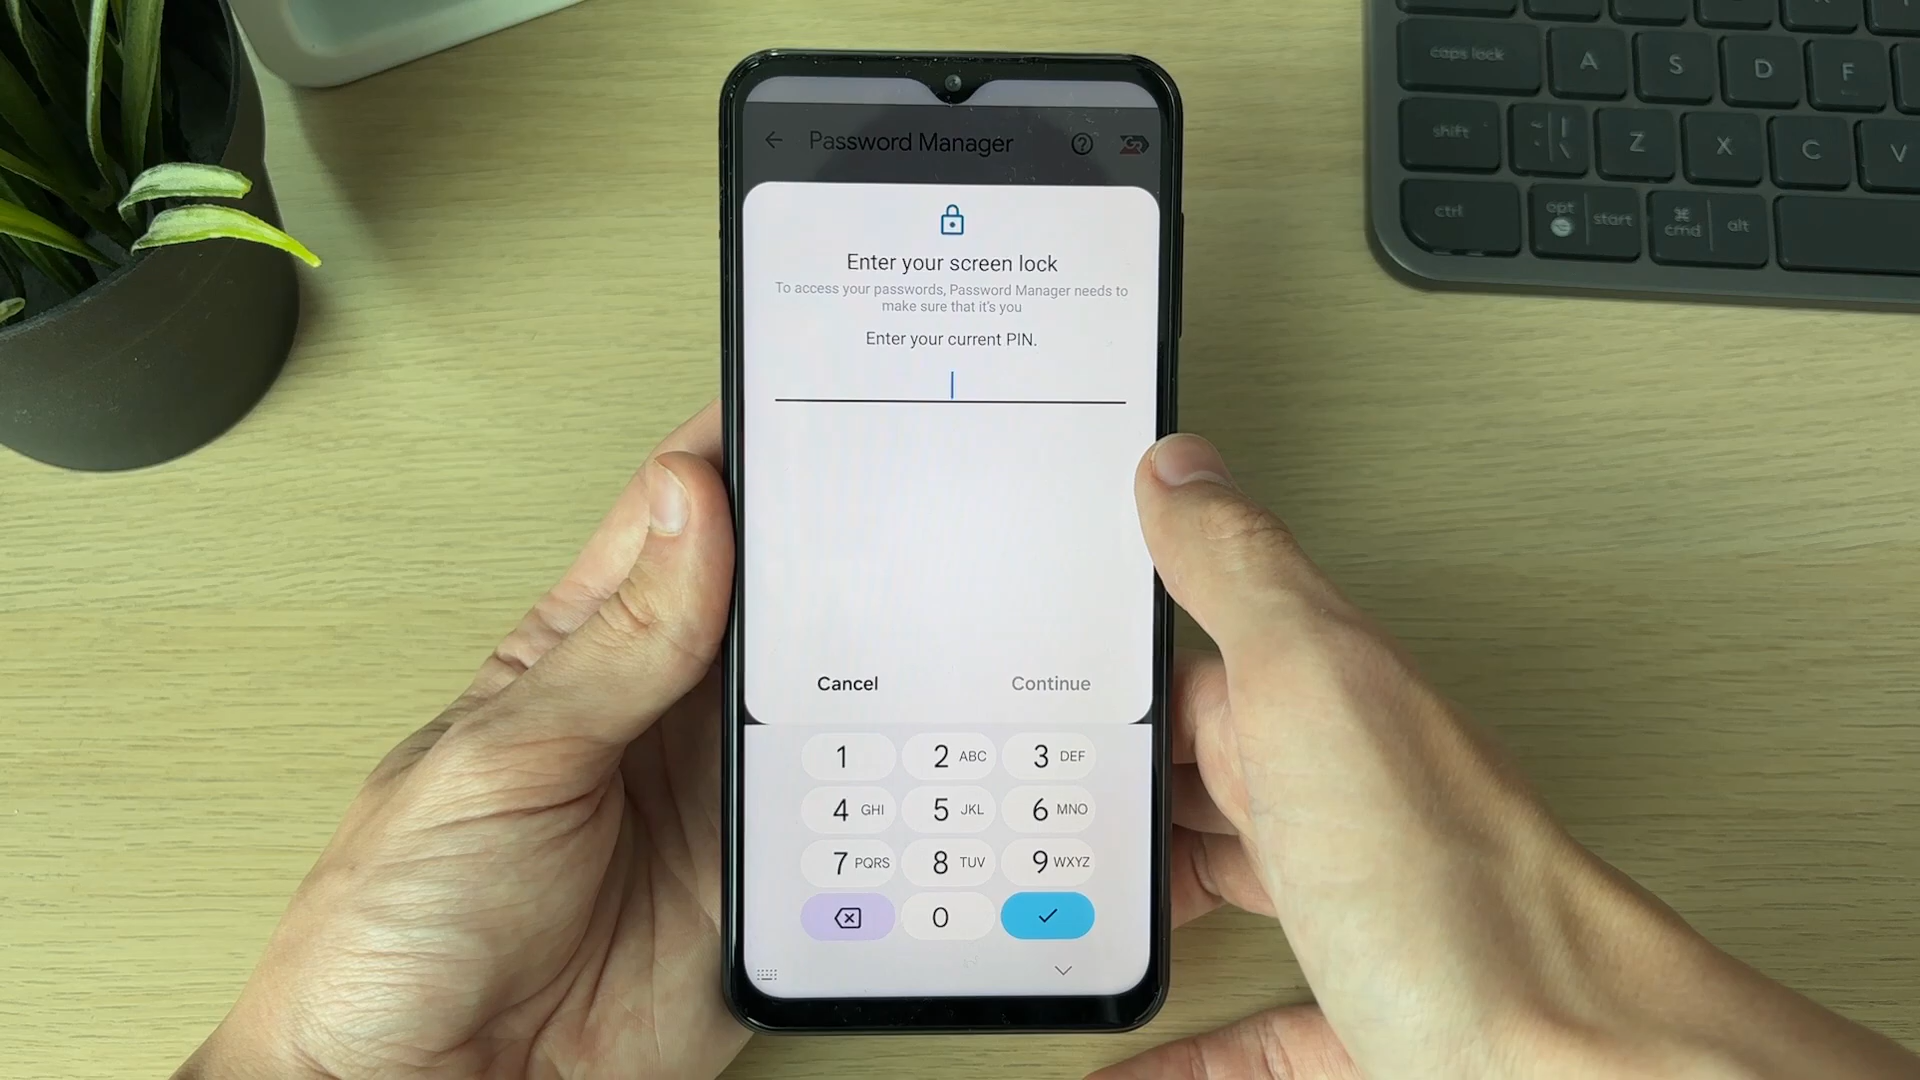 Password Manager
Enter your screen lock
To access your passwords, Password Manager needs to
make sure that it's you
Enter your current PIN.
Cancel Continue
1 2 ABC 3 DEF
4 GHI 5 JKL 6 MNO
7 PQRS 8 TUV 9 WXYZ
0
caps lock A S D F
shift Z X C V
ctrl opt start cmd alt